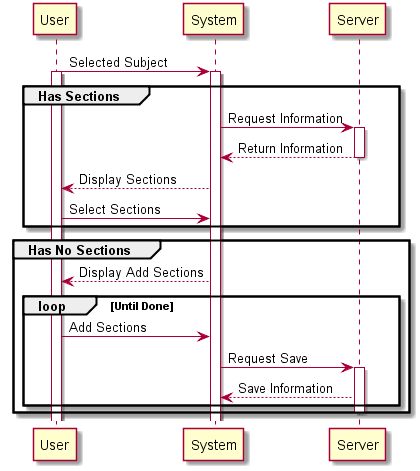 User System Server
Selected Subject
Has Sections
Request Information
Return Information
Display Sections
Select Sections
Has No Sections
Display Add Sections
loop [Until Done]
Add Sections
Request Save
Save Information
User System Server